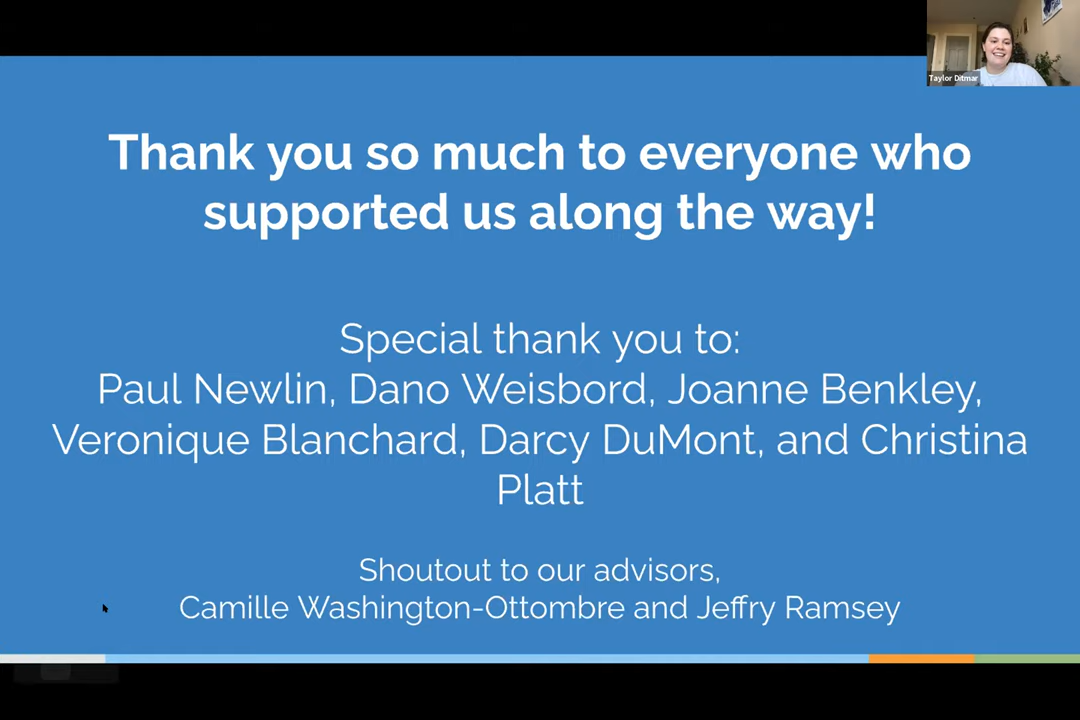 Taylor Ditmar
Thank you so much to everyone who
supported us along the way!
Special thank you to:
Paul Newlin, Dano Weisbord, Joanne Benkley,
Veronique Blanchard, Darcy DuMont, and Christina
Platt
Shoutout to our advisors,
Camille Washington-Ottombre and Jeffry Ramsey